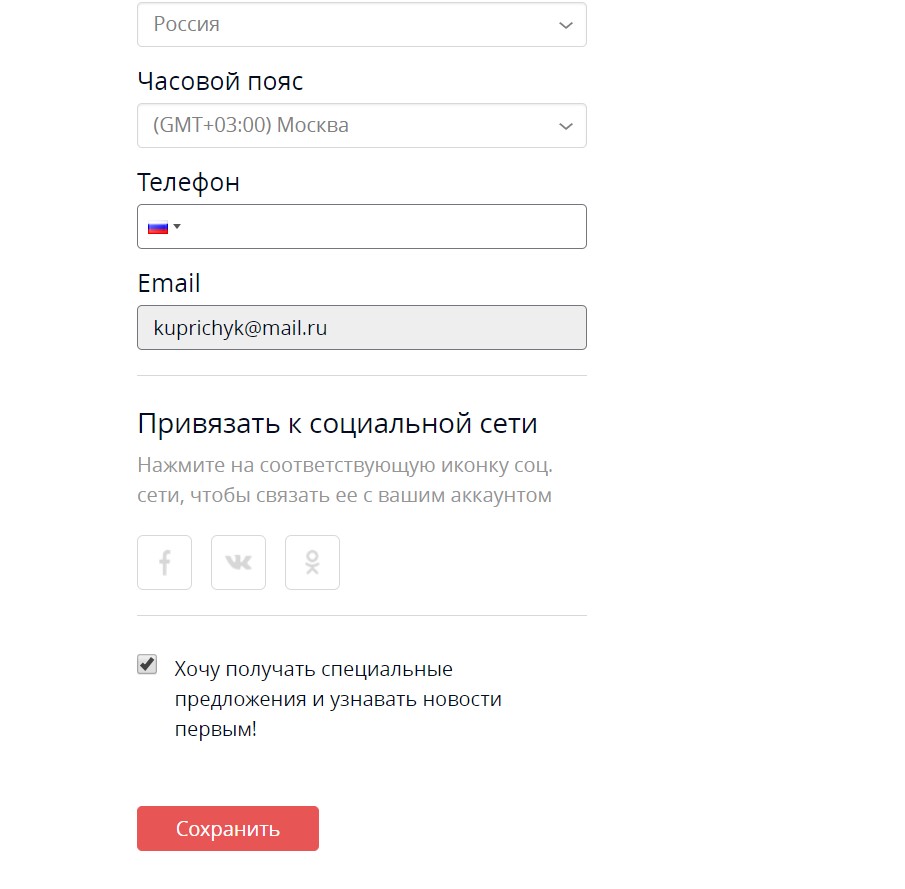 Россия
Часовой пояс
(GMT+03:00) Москва
Телефон
Email
kuprichyk@mail.ru
Привязать к социальной сети
Нажмите на соответствующую иконку соц.
сети, чтобы связать ее с вашим аккаунтом
Хочу получать специальные
предложения и узнавать новости
первым!
Сохранить